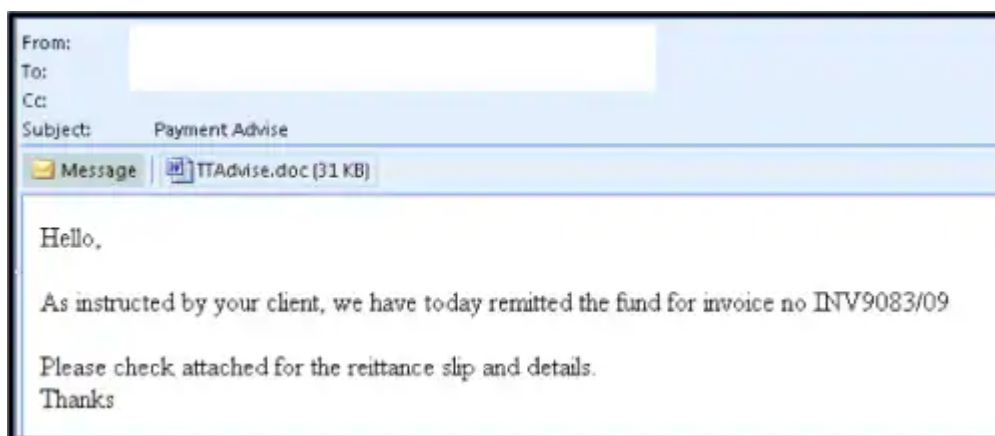 From:
To:
Cc:
Subject: Payment Advise
Message TTAdvise.doc (31 KB)
Hello,
As instructed by your client, we have today remitted the fund for invoice no INV9083/09
Please check attached for the reittance slip and details.
Thanks